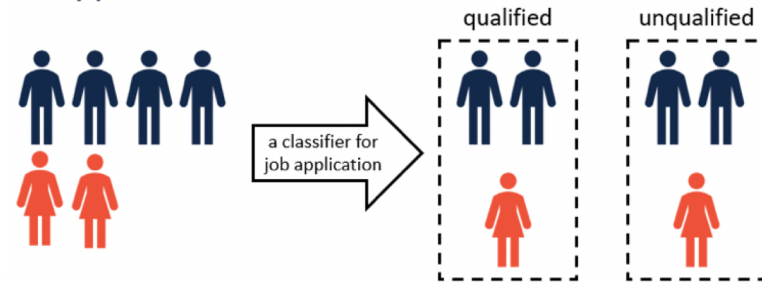 qualified
unqualified
a classifier for
job application